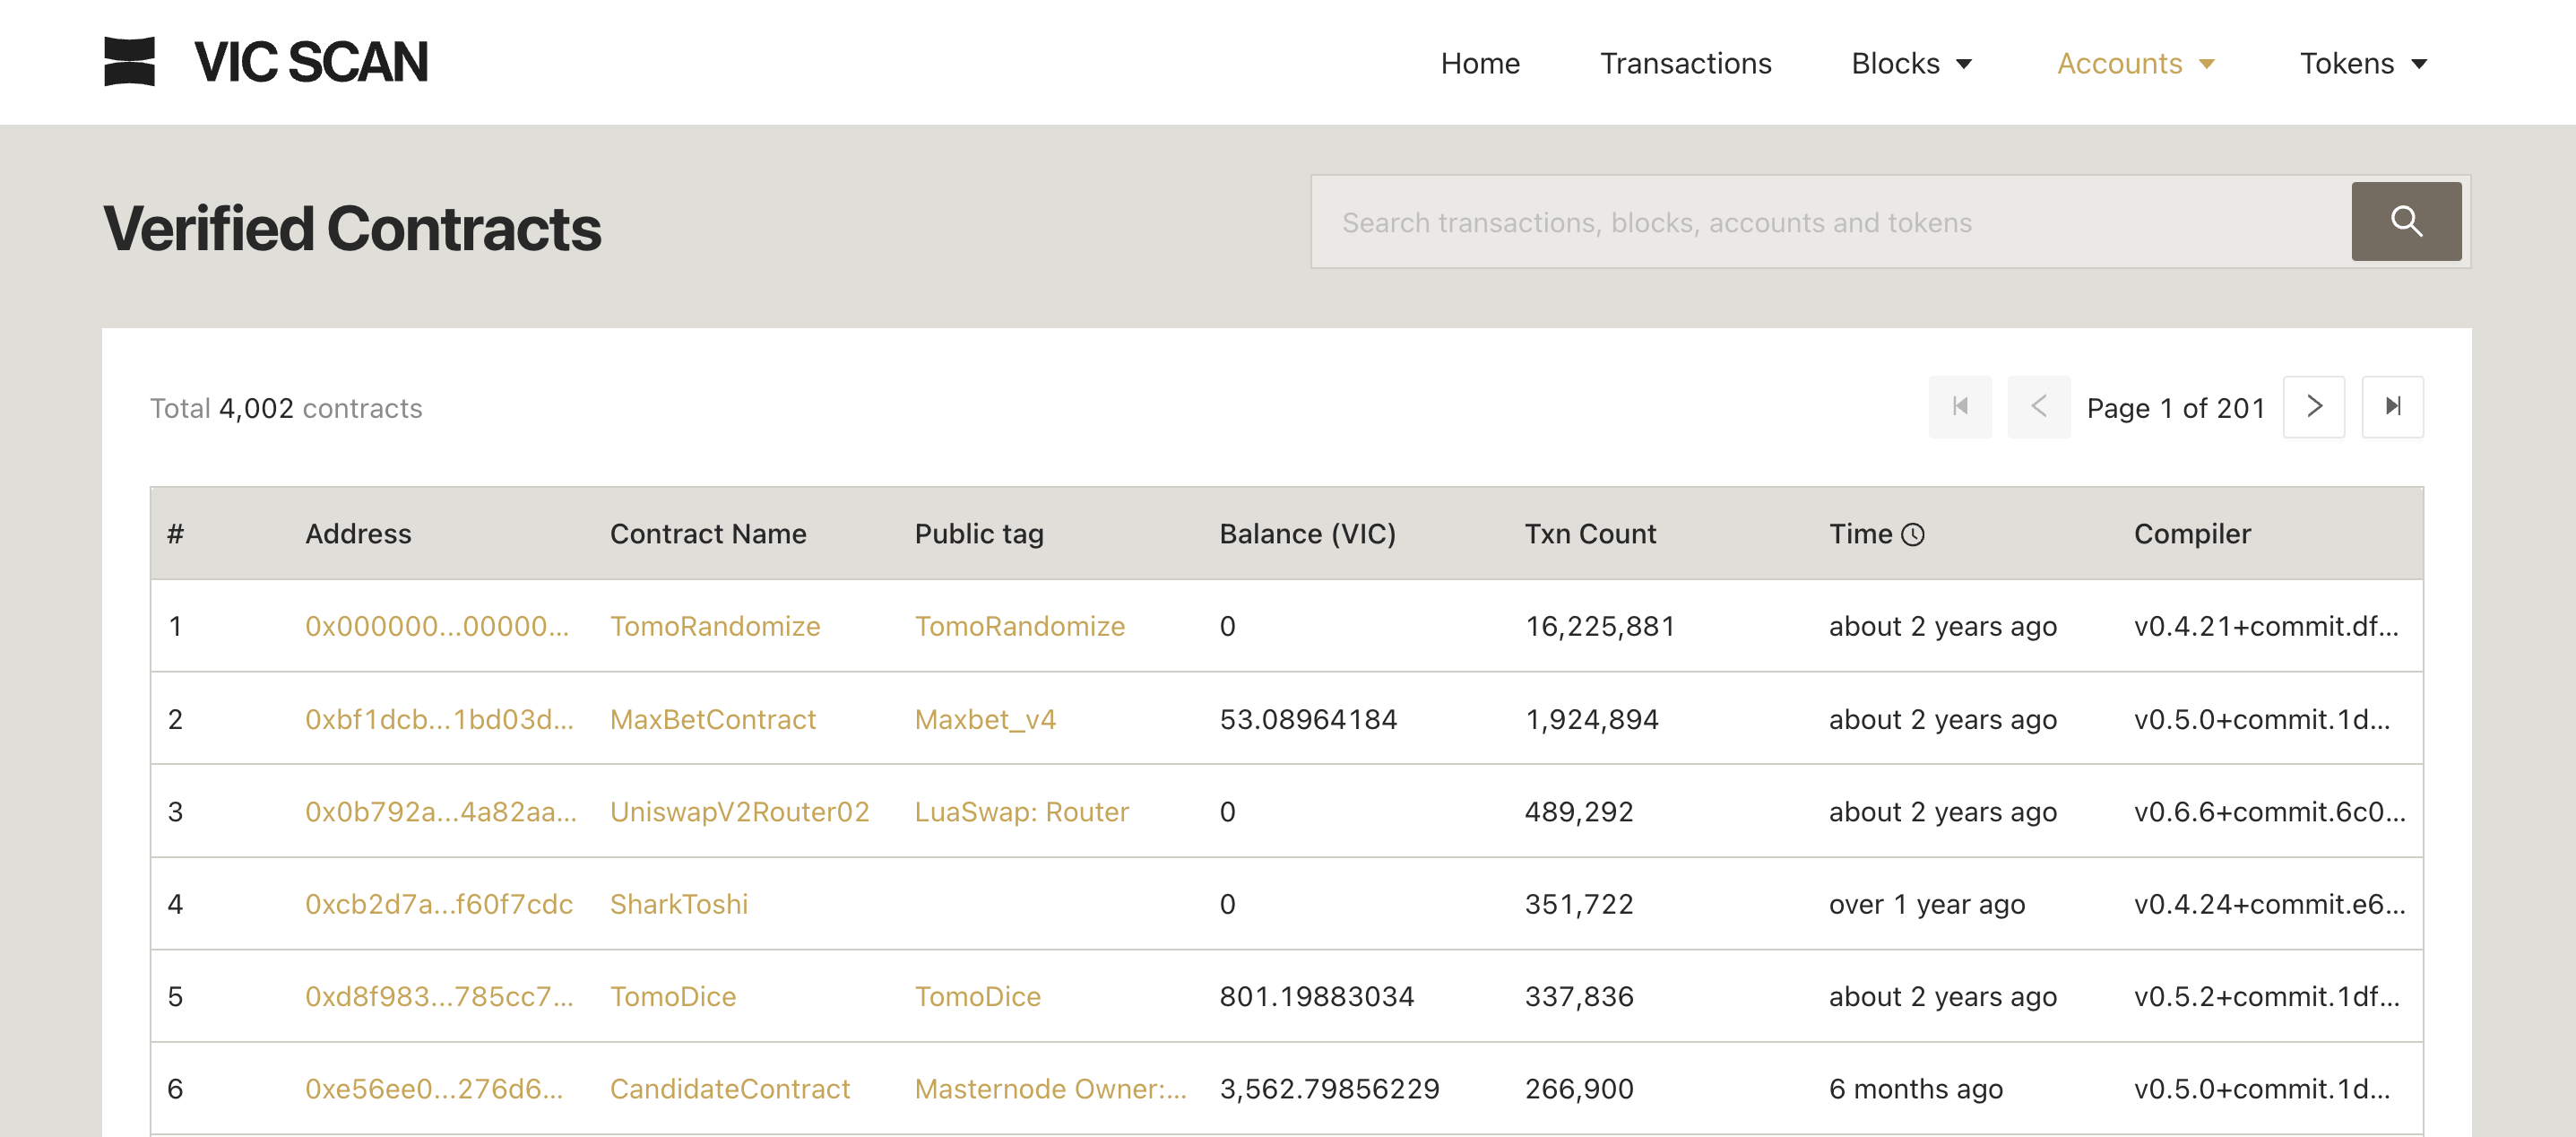 VIC SCAN Home Transactions Blocks Accounts Tokens
Verified Contracts Search transactions, blocks, accounts and tokens
Total 4,002 contracts Page 1 of 201
# Address Contract Name Public tag Balance (VIC) Txn Count Time Compiler
1 0x000000...00000... TomoRandomize TomoRandomize 0 16,225,881 about 2 years ago v0.4.21+commit.df...
2 0xbf1dcb...1bd03d... MaxBetContract Maxbet_v4 53.08964184 1,924,894 about 2 years ago v0.5.0+commit.1d...
3 0x0b792a...4a82aa... UniswapV2Router02 LuaSwap: Router 0 489,292 about 2 years ago v0.6.6+commit.6c0...
4 0xcb2d7a...f60f7cdc SharkToshi 0 351,722 over 1 year ago v0.4.24+commit.e6...
5 0xd8f983...785cc7... TomoDice TomoDice 801.19883034 337,836 about 2 years ago v0.5.2+commit.1df...
6 0xe56ee0...276d6... CandidateContract Masternode Owner:... 3,562.79856229 266,900 6 months ago v0.5.0+commit.1d...